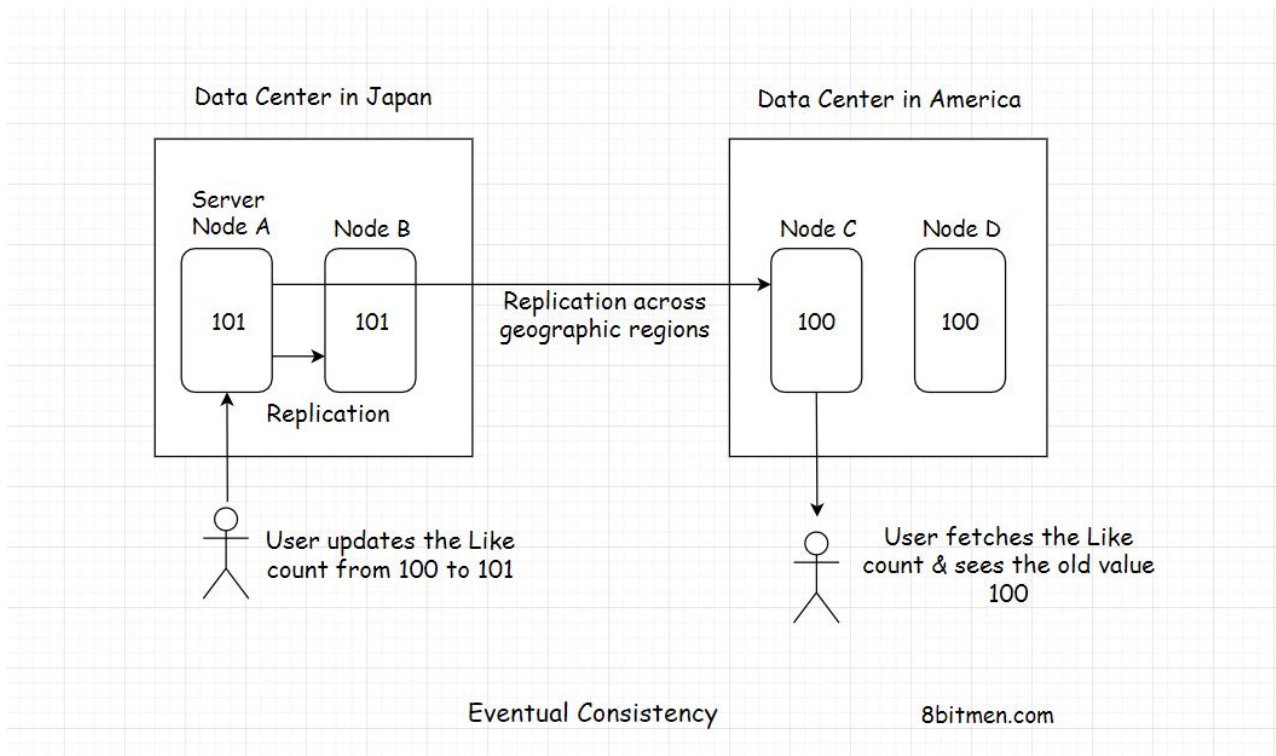 Data Center in Japan
Data Center in America
Server
Node A
Node B
Node C
Node D
101
101
100
100
Replication across
geographic regions
Replication
User updates the Like
count from 100 to 101
User fetches the Like
count & sees the old value
100
Eventual Consistency
8bitmen.com